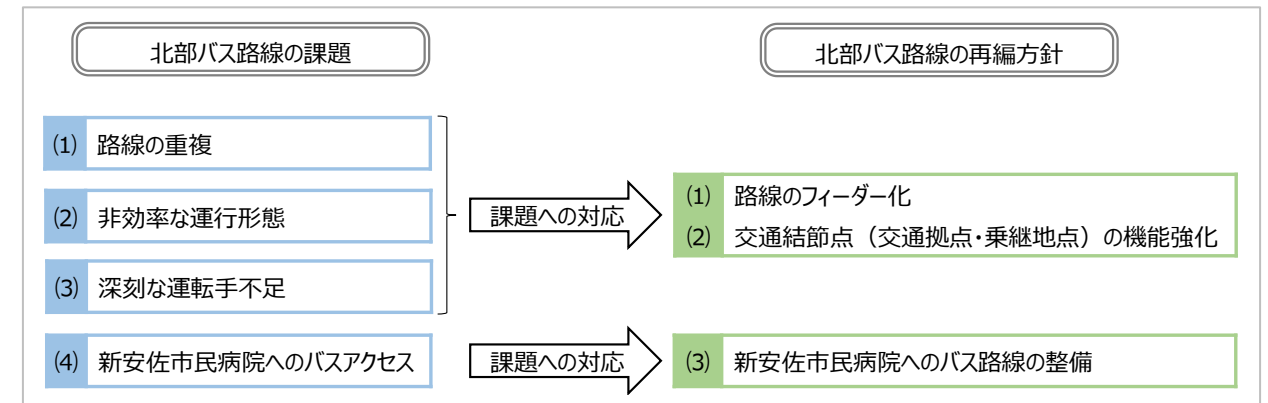 北部バス路線の課題
北部バス路線の再編方針
(1) 路線の重複
(2) 非効率な運行形態
(3) 深刻な運転手不足
課題への対応
(1) 路線のフィーダー化
(2) 交通結節点（交通拠点・乗継地点）の機能強化
(4) 新安佐市民病院へのバスアクセス
課題への対応
(3) 新安佐市民病院へのバス路線の整備